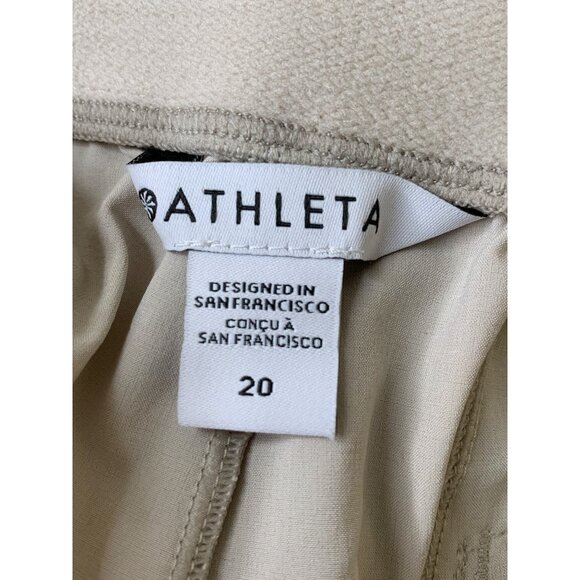 ATHLETA
DESIGNED IN
SAN FRANCISCO
CONÇU À
SAN FRANCISCO
20